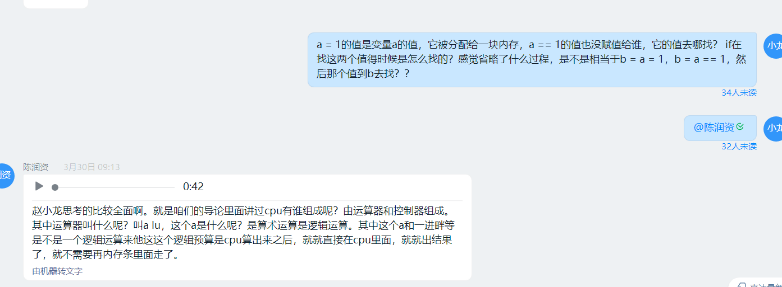 a = 1的值是变量a的值，它被分配给一块内存，a == 1的值也没赋值给谁，它的值去哪找？ if在
找这两个值得时候是怎么找的？感觉省略了什么过程，是不是相当于b = a = 1，b = a == 1，然
后那个值到b去找？？
小龙
34人未读
@陈润资
小龙
32人未读
润资
陈润资 3月30日 09:13
0:42
赵小龙思考的比较全面啊。就是咱们的导论里面讲过cpu有谁组成呢？由运算器和控制器组成。
其中运算器叫什么呢？叫a lu，这个a是什么呢？是算术运算是逻辑运算。其中这个a和一进畔等
是不是一个逻辑运算来他这这个逻辑预算是cpu算出来之后，就就直接在cpu里面，就就出结果
了，就不需要再内存条里面走了。
由机器转文字